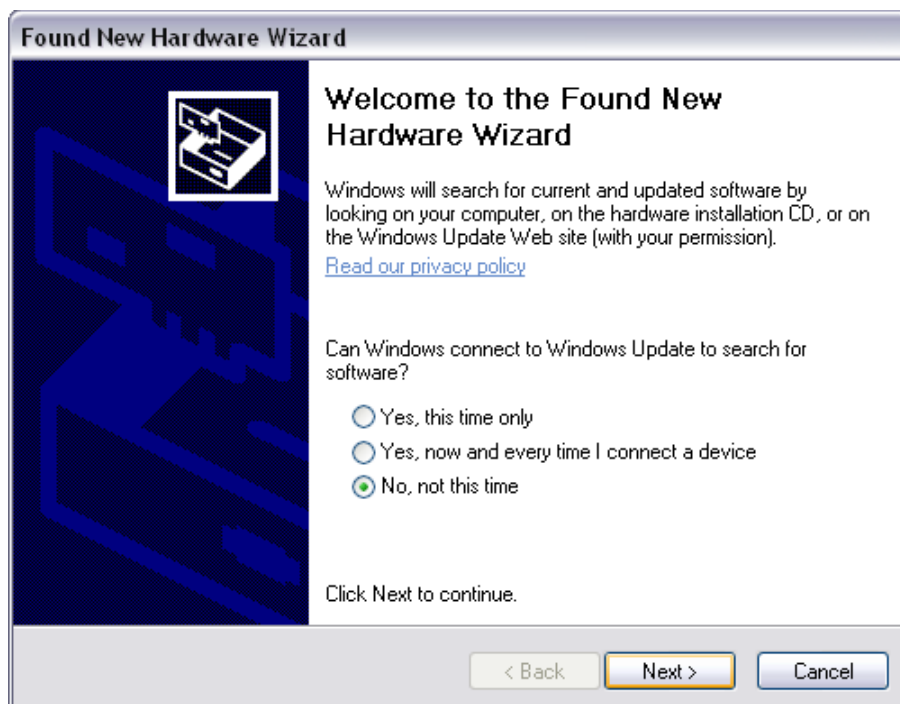 Found New Hardware Wizard
Welcome to the Found New
Hardware Wizard
Windows will search for current and updated software by
looking on your computer, on the hardware installation CD, or on
the Windows Update Web site (with your permission).
Read our privacy policy
Can Windows connect to Windows Update to search for
software?
Yes, this time only
Yes, now and every time I connect a device
No, not this time
Click Next to continue.
< Back Next > Cancel